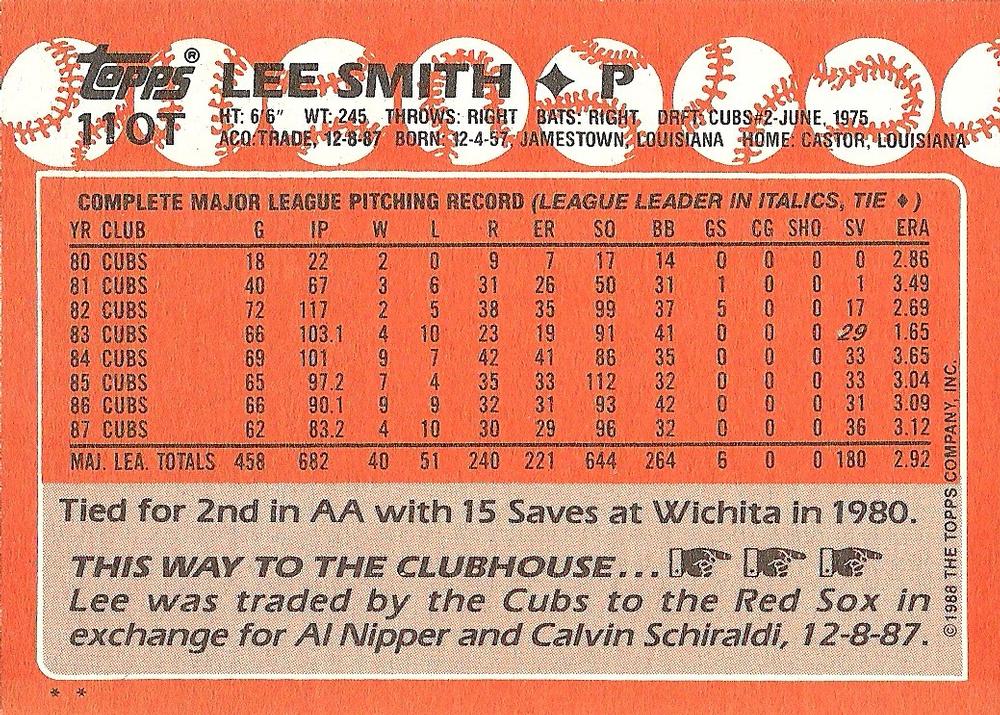 topps® LEE SMITH ✦ P
110T HT: 6'6" WT: 245 THROWS: RIGHT BATS: RIGHT DRFT: CUBS #2-JUNE, 1975
ACQ: TRADE, 12-8-87 BORN: 12-4-57, JAMESTOWN, LOUISIANA HOME: CASTOR, LOUISIANA
COMPLETE MAJOR LEAGUE PITCHING RECORD (LEAGUE LEADER IN ITALICS, TIE ♦)
YR CLUB G IP W L R ER SO BB GS CG SHO SV ERA
80 CUBS 18 22 2 0 9 7 17 14 0 0 0 0 2.86
81 CUBS 40 67 3 6 31 26 50 31 1 0 0 1 3.49
82 CUBS 72 117 2 5 38 35 99 37 5 0 0 17 2.69
83 CUBS 66 103.1 4 10 23 19 91 41 0 0 0 29 1.65
84 CUBS 69 101 9 7 42 41 86 35 0 0 0 33 3.65
85 CUBS 65 97.2 7 4 35 33 112 32 0 0 0 33 3.04
86 CUBS 66 90.1 9 9 32 31 93 42 0 0 0 31 3.09
87 CUBS 62 83.2 4 10 30 29 96 32 0 0 0 36 3.12
MAJ. LEA. TOTALS 458 682 40 51 240 221 644 264 6 0 0 180 2.92
Tied for 2nd in AA with 15 Saves at Wichita in 1980.
THIS WAY TO THE CLUBHOUSE...
Lee was traded by the Cubs to the Red Sox in
exchange for Al Nipper and Calvin Schiraldi, 12-8-87.
©1988 THE TOPPS COMPANY, INC.
* *